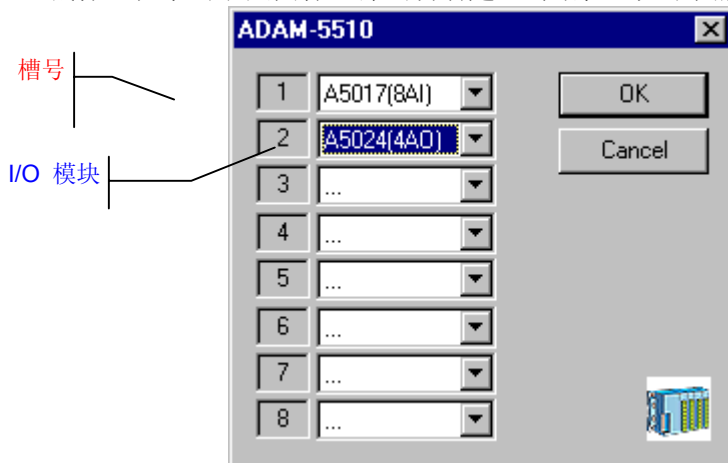 ADAM-5510
槽号
1 A5017(8AI)
OK
2 A5024(4AO)
Cancel
I/O 模块
3 ...
4 ...
5 ...
6 ...
7 ...
8 ...